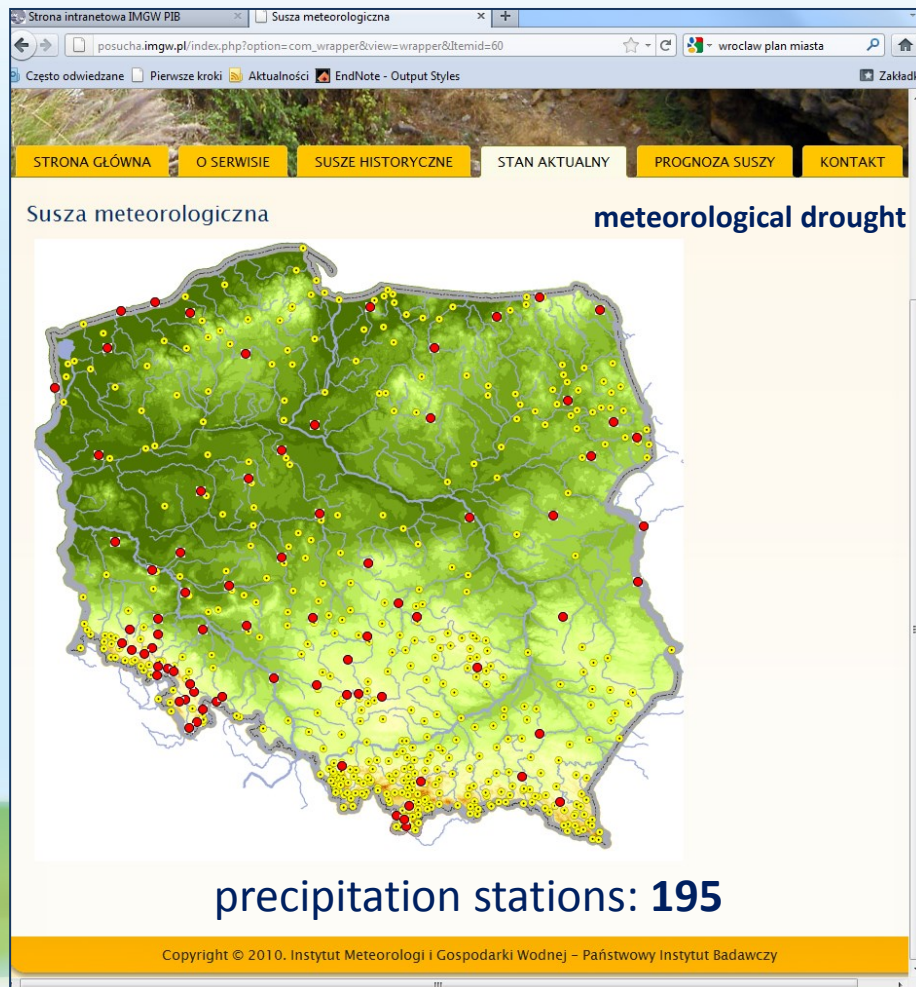 Strona intranetowa IMGW PIB
Susza meteorologiczna
posucha.imgw.pl/index.php?option=com_wrapper&view=wrapper&Itemid=60
wroclaw plan miasta
Często odwiedzane Pierwsze kroki Aktualności EndNote - Output Styles
Zakładk
STRONA GŁÓWNA O SERWISIE SUSZE HISTORYCZNE STAN AKTUALNY PROGNOZA SUSZY KONTAKT
Susza meteorologiczna
meteorological drought
precipitation stations: 195
Copyright © 2010. Instytut Meteorologi i Gospodarki Wodnej – Państwowy Instytut Badawczy